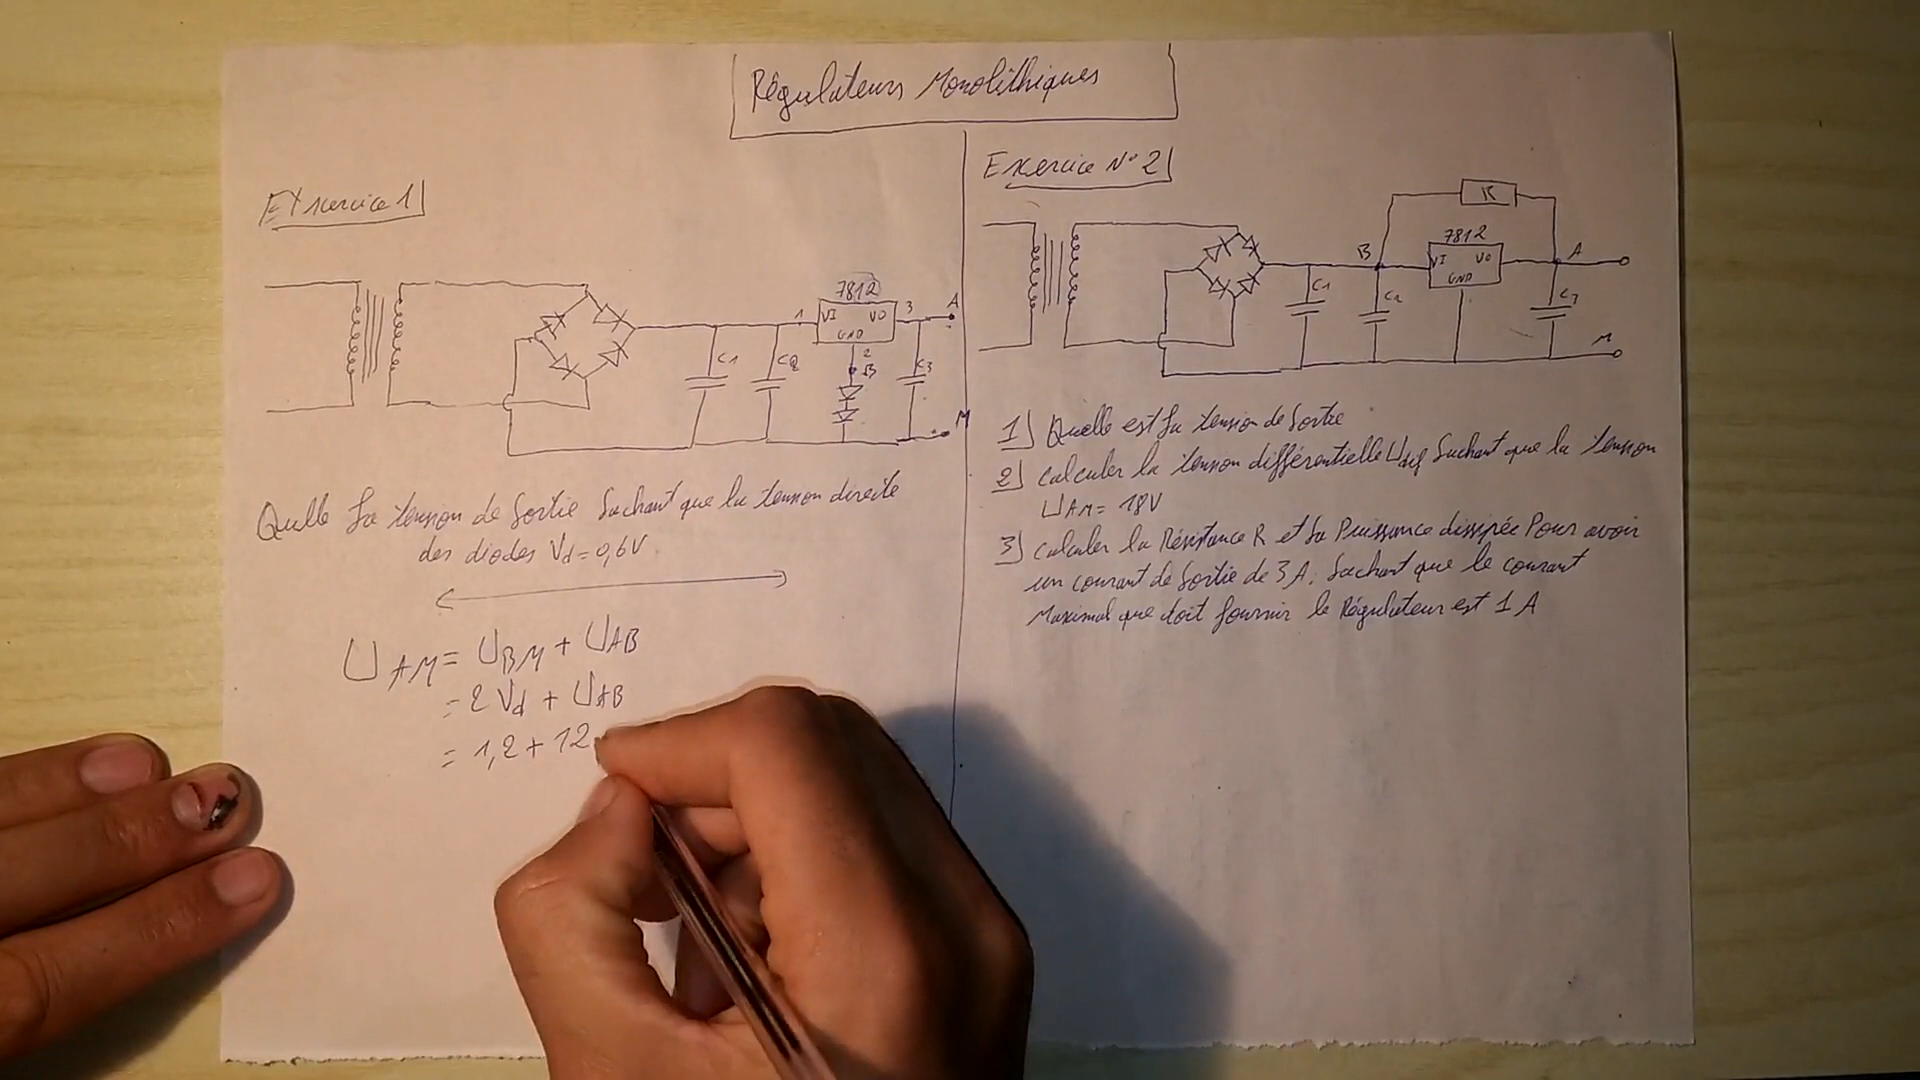 Régulateurs Monolithiques
Exercice 1
7812
VI VO
GND
1
3
A
2
B
C1
C2
C3
M
Quelle la tension de Sortie Sachant que la tension directe
des diodes Vd = 0,6V
UAM = UBM + UAB
= 2 Vd + UAB
= 1,2 + 12
Exercice N° 2
R
7812
B
VI VO
GND
A
C1
C2
C3
M
1) Quelle est la tension de Sortie
2) Calculer la tension différentielle Udif Sachant que la tension
UAM = 18V
3) Calculer la Résistance R et la Puissance dissipée Pour avoir
un courant de Sortie de 3 A, Sachant que le courant
Maximal que doit fournir le Régulateur est 1 A